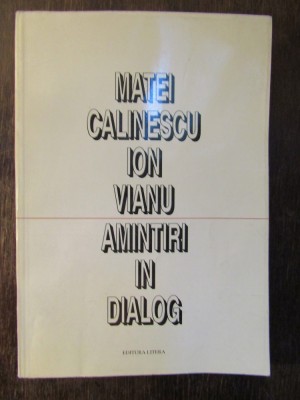 MATEI
CALINESCU
ION
VIANU
AMINTIRI
IN
DIALOG
EDITURA LITERA